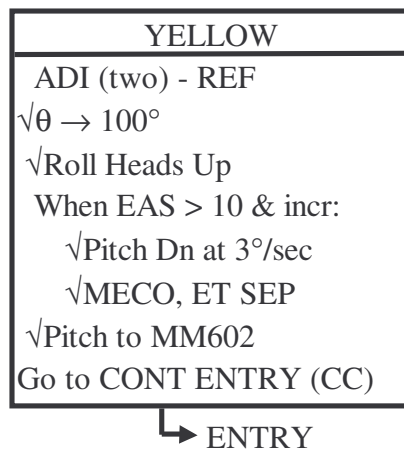 YELLOW
ADI (two) - REF
√θ → 100°
√Roll Heads Up
When EAS > 10 & incr:
√Pitch Dn at 3°/sec
√MECO, ET SEP
√Pitch to MM602
Go to CONT ENTRY (CC)
ENTRY